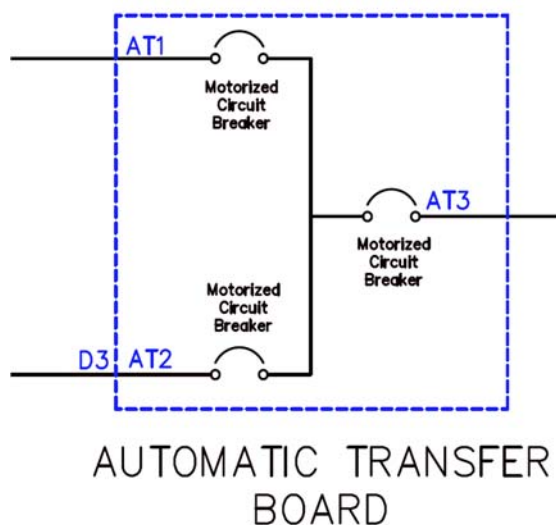 AT1
Motorized
Circuit
Breaker
AT3
Motorized
Circuit
Breaker
Motorized
Circuit
Breaker
D3 AT2
AUTOMATIC TRANSFER
BOARD